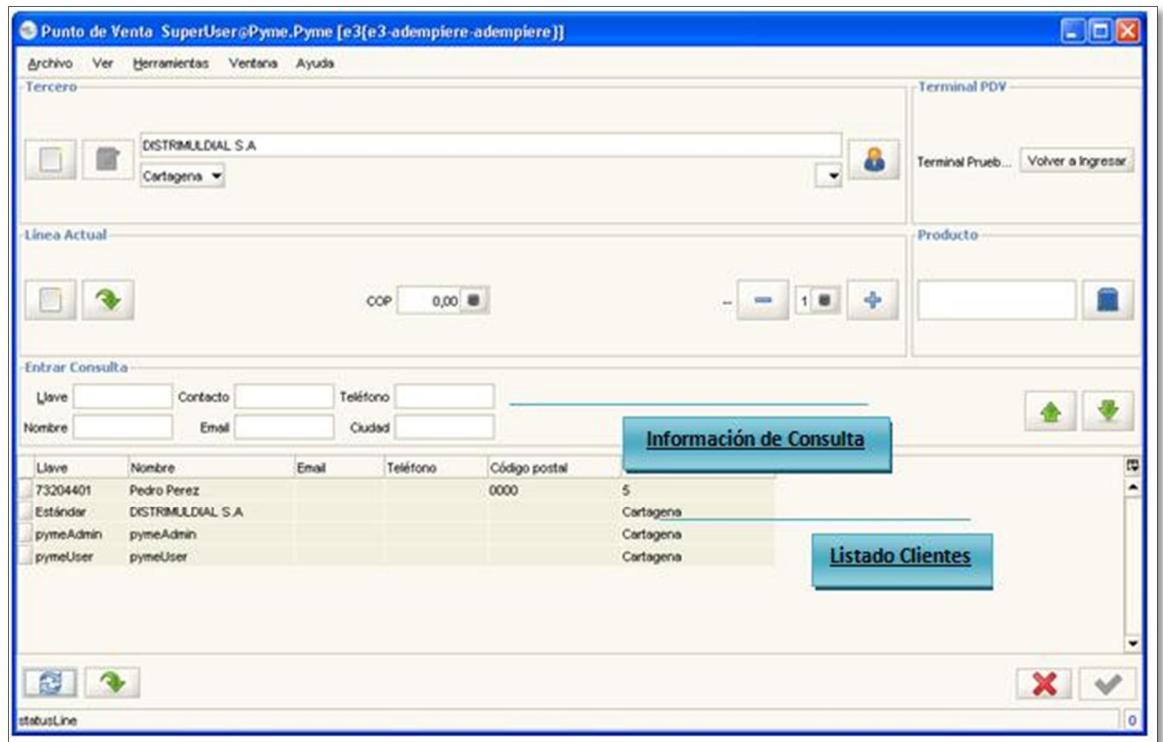 Punto de Venta SuperUser@Pyme.Pyme [e3{e3-adempiere-adempiere}]
Archivo Ver Herramientas Ventana Ayuda
Tercero
Terminal PDV
DISTRIMULDIAL S.A
Cartagena
Terminal Prueb... Volver a Ingresar
Línea Actual
Producto
COP 0,00 -- 1
Entrar Consulta
Llave Contacto Teléfono
Nombre Email Ciudad
Información de Consulta
Llave Nombre Email Teléfono Código postal
73204401 Pedro Perez 0000 5
Estándar DISTRIMULDIAL S.A Cartagena
pymeAdmin pymeAdmin Cartagena
pymeUser pymeUser Cartagena
Listado Clientes
statusLine 0